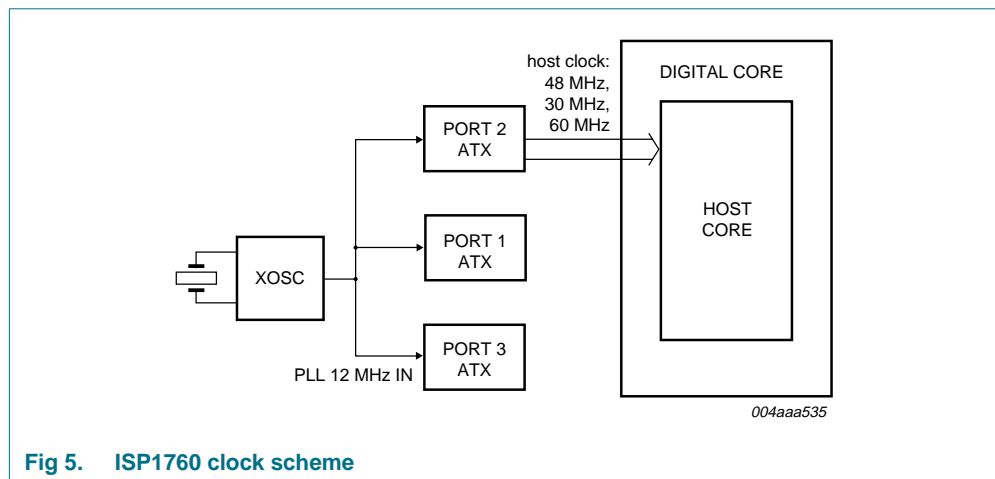 host clock:
48 MHz,
30 MHz,
60 MHz
DIGITAL CORE
PORT 2
ATX
HOST
CORE
PORT 1
ATX
XOSC
PORT 3
ATX
PLL 12 MHz IN
004aaa535
Fig 5. ISP1760 clock scheme